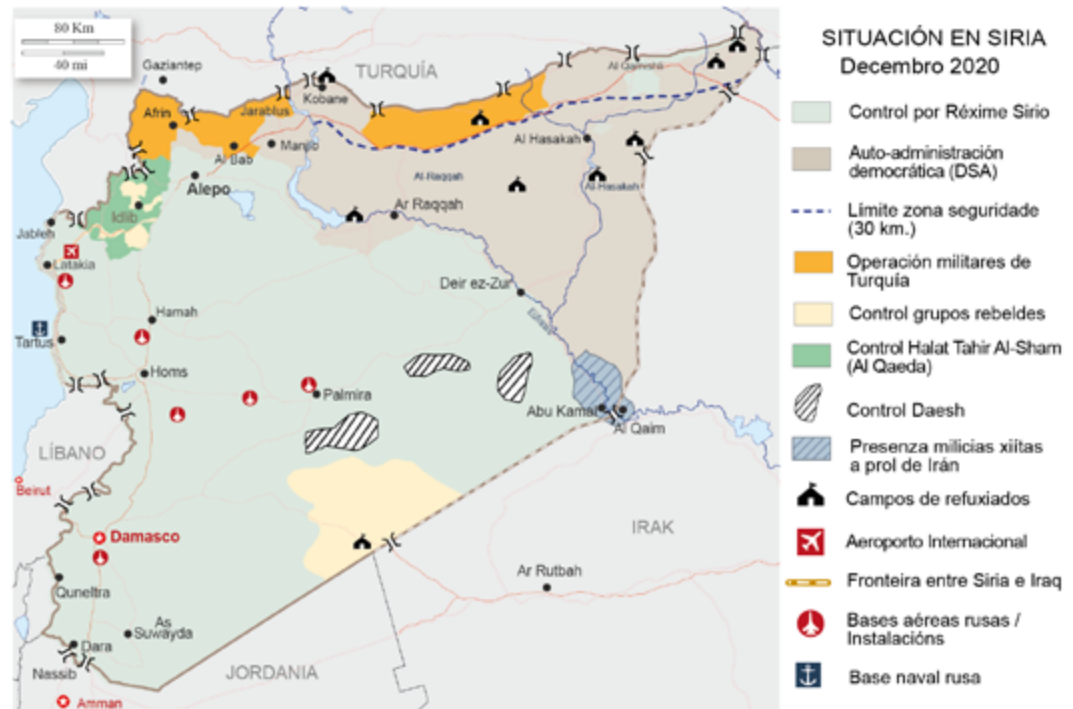 80 Km
40 mi
Gaziantep
TURQUÍA
Kobane
Al Qamishli
Afrin
Jarablus
Al Bab
Manjib
Al Hasakah
Alepo
Al-Raqqah
Al-Hasakah
Idlib
Ar Raqqah
Jableh
Latakia
Deir ez-Zur
Hamah
Tartus
Homs
Palmira
Abu Kamal
Al Qaim
LÍBANO
Beirut
Damasco
IRAK
Ar Rutbah
Quneltra
As
Suwayda
Dara
Nassib
JORDANIA
Amman
SITUACIÓN EN SIRIA
Decembro 2020
Control por Réxime Sirio
Auto-administración
democrática (DSA)
Límite zona seguridade
(30 km.)
Operación militares de
Turquía
Control grupos rebeldes
Control Halat Tahir Al-Sham
(Al Qaeda)
Control Daesh
Presenza milicias xiítas
a prol de Irán
Campos de refuxiados
Aeroporto Internacional
Fronteira entre Siria e Iraq
Bases aéreas rusas /
Instalacións
Base naval rusa